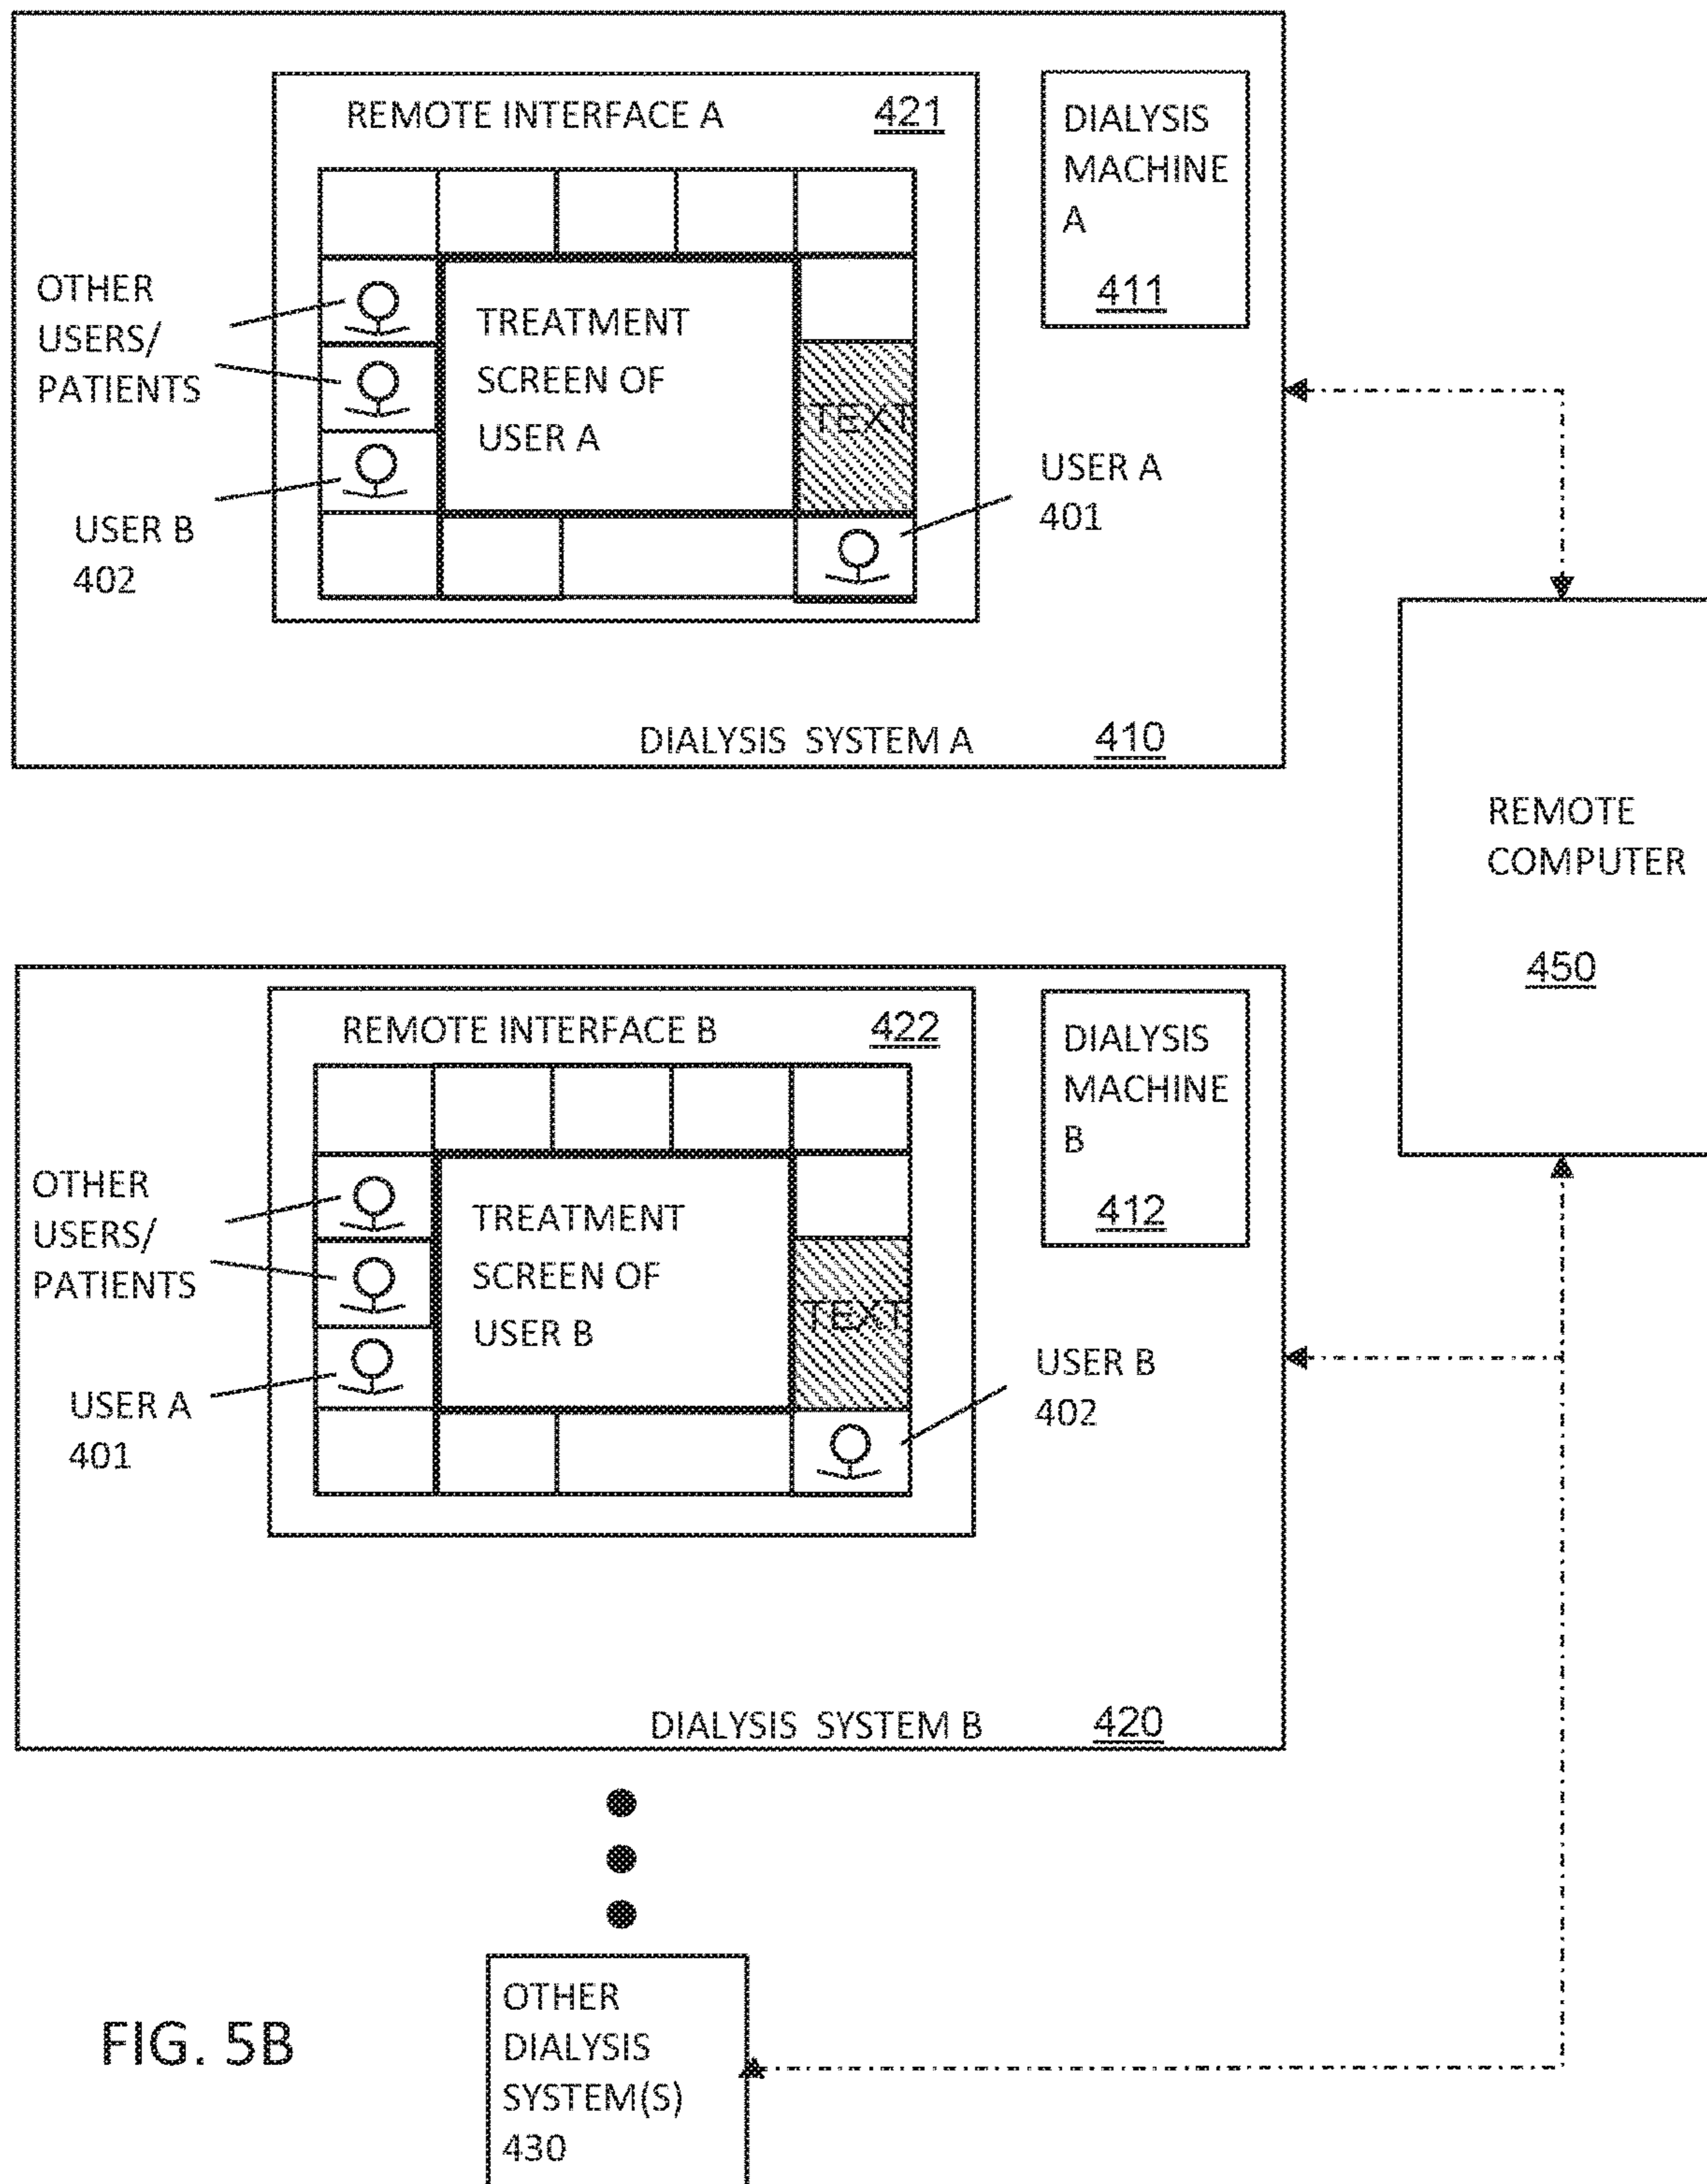 REMOTE INTERFACE A 421
DIALYSIS
MACHINE
A
411
OTHER
USERS/
PATIENTS
TREATMENT
SCREEN OF
USER A
TEXT
USER B
402
USER A
401
DIALYSIS SYSTEM A 410
REMOTE
COMPUTER
450
REMOTE INTERFACE B 422
DIALYSIS
MACHINE
B
412
OTHER
USERS/
PATIENTS
TREATMENT
SCREEN OF
USER B
TEXT
USER A
401
USER B
402
DIALYSIS SYSTEM B 420
OTHER
DIALYSIS
SYSTEM(S)
430
FIG. 5B